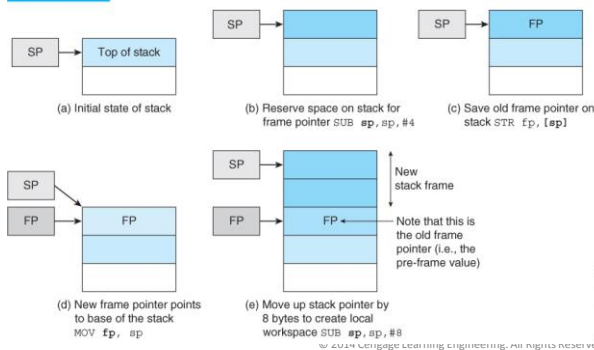 SP
Top of stack
(a) Initial state of stack
SP
(b) Reserve space on stack for
frame pointer SUB sp,sp,#4
SP
FP
(c) Save old frame pointer on
stack STR fp,[sp]
SP
FP
FP
(d) New frame pointer points
to base of the stack
MOV fp, sp
SP
FP
FP
New
stack frame
Note that this is
the old frame
pointer (i.e., the
pre-frame value)
(e) Move up stack pointer by
8 bytes to create local
workspace SUB sp,sp,#8
© 2014 Cengage Learning Engineering. All Rights Reserve